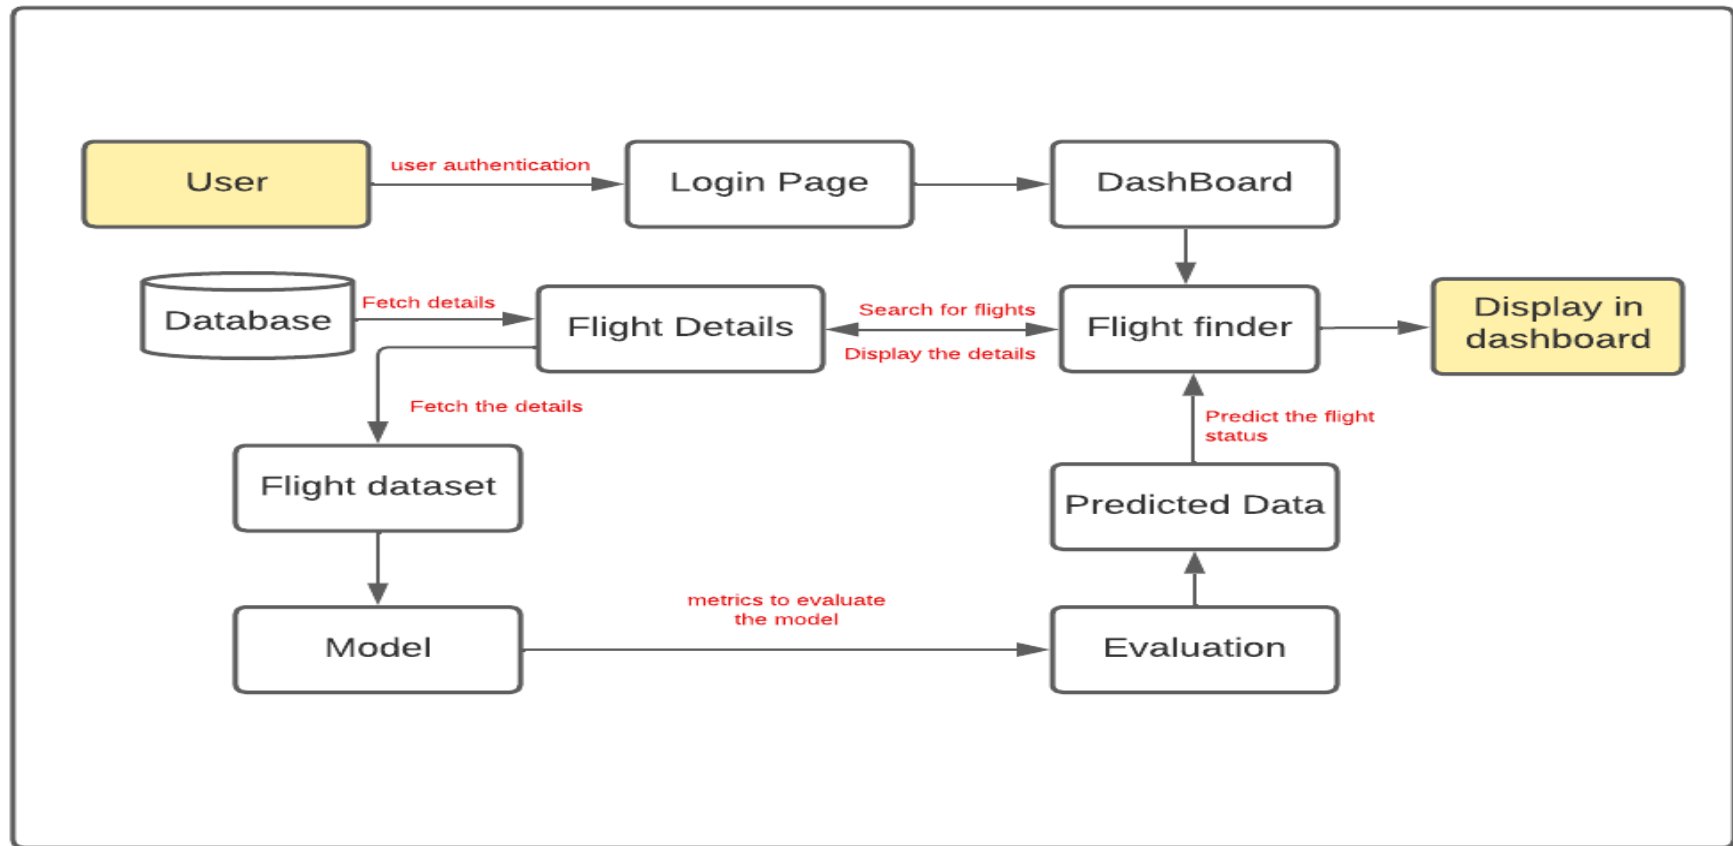 User
user authentication
Login Page
DashBoard
Database
Fetch details
Flight Details
Search for flights
Display the details
Flight finder
Display in
dashboard
Fetch the details
Predict the flight
status
Flight dataset
Predicted Data
metrics to evaluate
the model
Model
Evaluation